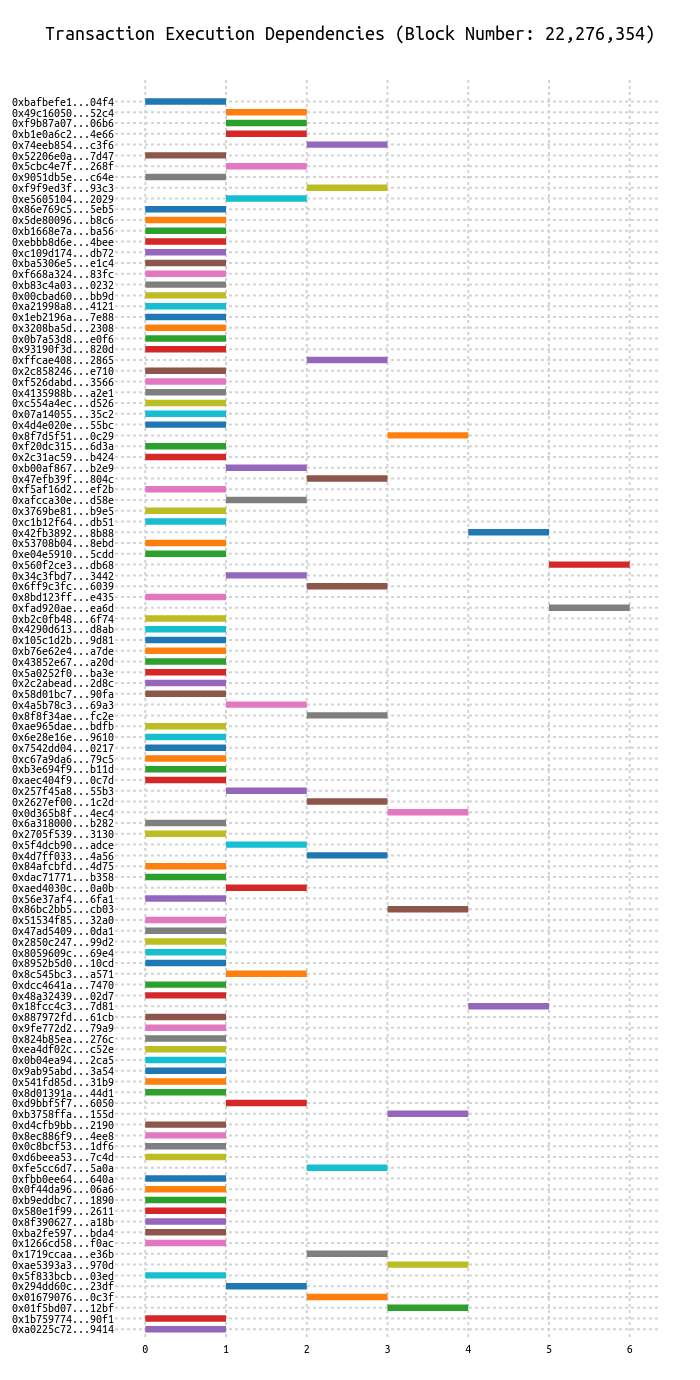 Transaction Execution Dependencies (Block Number: 22,276,354)
0xbafbefe1...04f4
0x49c16050...52c4
0xf9b87a07...06b6
0xb1e0a6c2...4e66
0x74eeb854...c3f6
0x52206e0a...7d47
0x5cbc4e7f...268f
0x9051db5e...c64e
0xf9f9ed3f...93c3
0xe5605104...2029
0x86e769c5...5eb5
0x5de80096...b8c6
0xb1668e7a...ba56
0xebbb8d6e...4bee
0xc109d174...db72
0xba5306e5...e1c4
0xf668a324...83fc
0xb83c4a03...0232
0x00cbad60...bb9d
0xa21998a8...4121
0x1eb2196a...7e88
0x3208ba5d...2308
0x0b7a53d8...e0f6
0x93190f3d...820d
0xffcae408...2865
0x2c858246...e710
0xf526dabd...3566
0x4135988b...a2e1
0xc554a4ec...d526
0x07a14055...35c2
0x4d4e020e...55bc
0x8f7d5f51...0c29
0xf20dc315...6d3a
0x2c31ac59...b424
0xb00af867...b2e9
0x47efb39f...804c
0xf5af16d2...ef2b
0xafcca30e...d58e
0x3769be81...b9e5
0xc1b12f64...db51
0x42fb3892...8b88
0x53708b04...8ebd
0xe04e5910...5cdd
0x560f2ce3...db68
0x34c3fbd7...3442
0x6ff9c3fc...6039
0x8bd123ff...e435
0xfad920ae...ea6d
0xb2c0fb48...6f74
0x4290d613...d8ab
0x105c1d2b...9d81
0xb76e62e4...a7de
0x43852e67...a20d
0x5a0252f0...ba3e
0x2c2abead...2d8c
0x58d01bc7...90fa
0x4a5b78c3...69a3
0x8f8f34ae...fc2e
0xae965dae...bdfb
0x6e28e16e...9610
0x7542dd04...0217
0xc67a9da6...79c5
0xb3e694f9...b11d
0xaec404f9...0c7d
0x257f45a8...55b3
0x2627ef00...1c2d
0x0d365b8f...4ec4
0x6a318000...b282
0x2705f539...3130
0x5f4dcb90...adce
0x4d7ff033...4a56
0x84afcbfd...4d75
0xdac71771...b358
0xaed4030c...0a0b
0x56e37af4...6fa1
0x86bc2bb5...cb03
0x51534f85...32a0
0x47ad5409...0da1
0x2850c247...99d2
0x8059609c...69e4
0x8952b5d0...10cd
0x8c545bc3...a571
0xdcc4641a...7470
0x48a32439...02d7
0x18fcc4c3...7d81
0x887972fd...61cb
0x9fe772d2...79a9
0x824b85ea...276c
0xea4df02c...c52e
0x0b04ea94...2ca5
0x9ab95abd...3a54
0x541fd85d...31b9
0x8d01391a...44d1
0xd9bbf5f7...6050
0xb3758ffa...155d
0xd4cfb9bb...2190
0x8ec886f9...4ee8
0x0c8bcf53...1df6
0xd6beea53...7c4d
0xfe5cc6d7...5a0a
0xfbb0ee64...640a
0x0f44da96...06a6
0xb9eddbc7...1890
0x580e1f99...2611
0x8f390627...a18b
0xba2fe597...bda4
0x1266cd58...f0ac
0x1719ccaa...e36b
0xae5393a3...970d
0x5f833bcb...03ed
0x294dd60c...23df
0x01679076...0c3f
0x01f5bd07...12bf
0x1b759774...90f1
0xa0225c72...9414
0 1 2 3 4 5 6